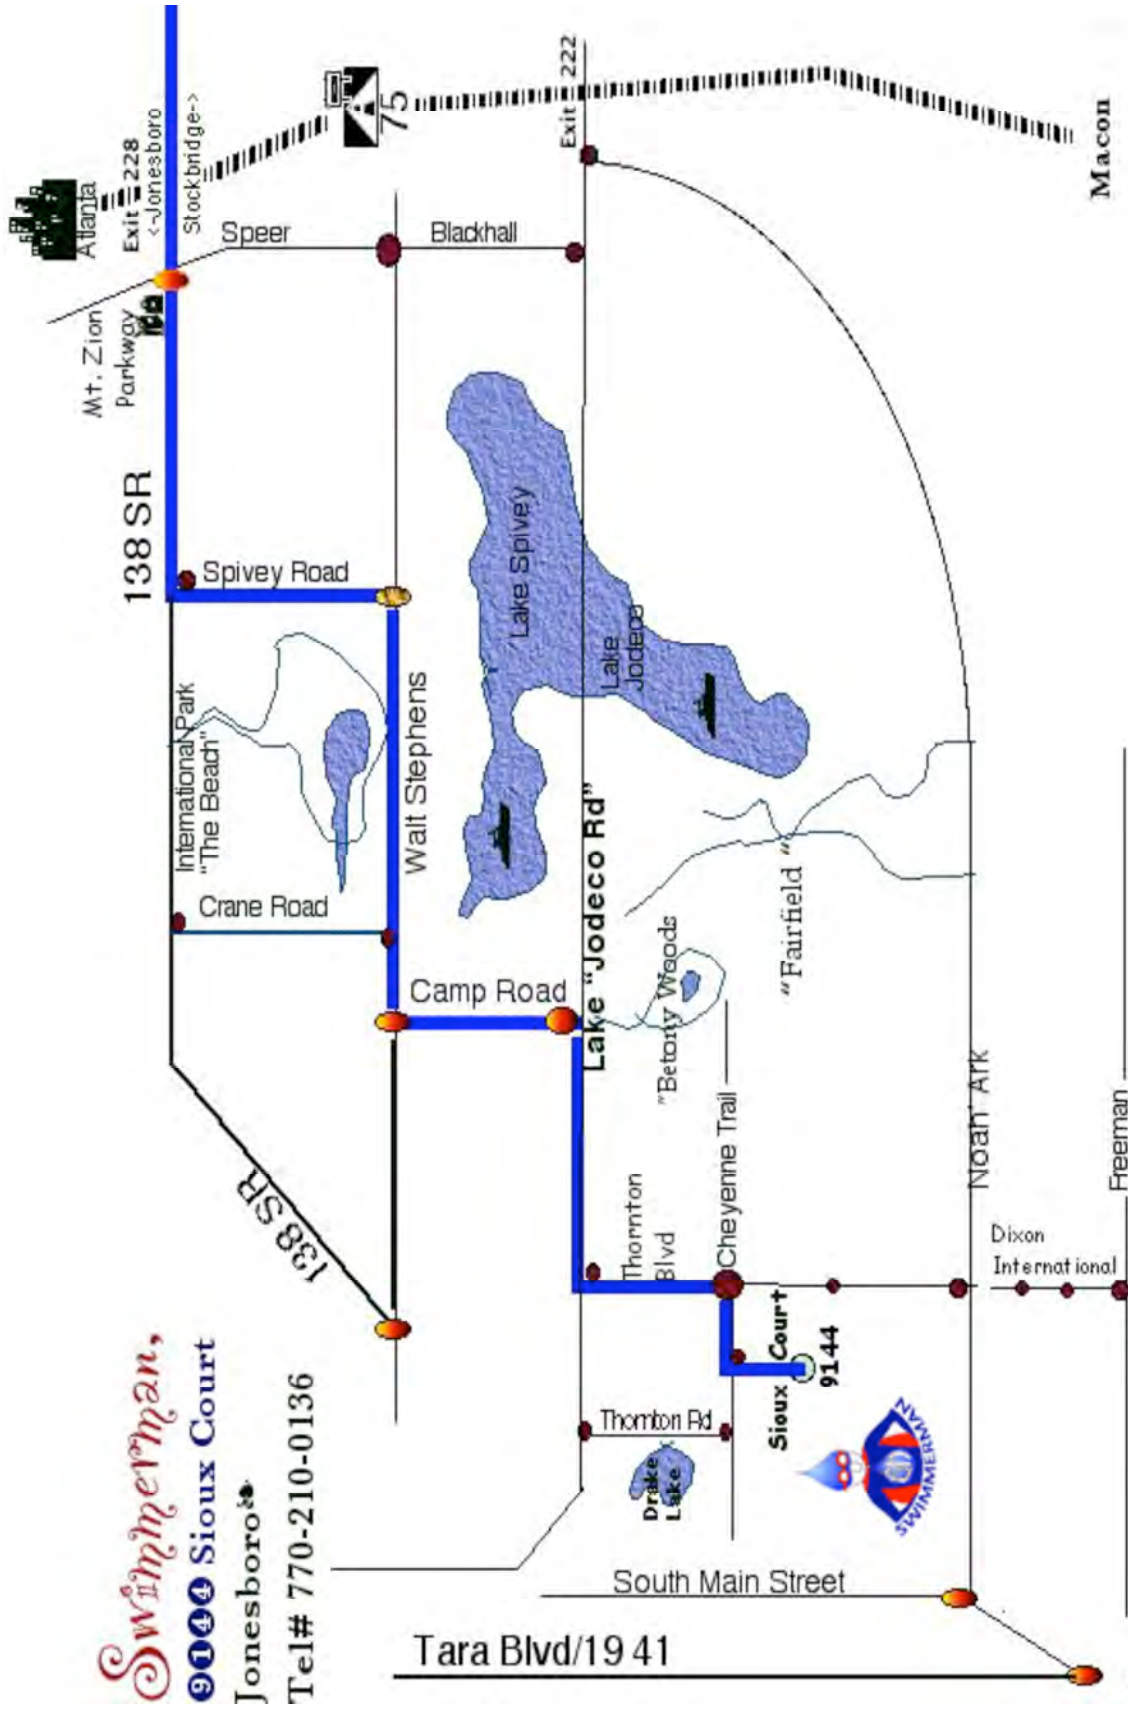 Swimmerman,
9144 Sioux Court
Jonesboro
Tel# 770-210-0136
138 SR
Tara Blvd/19 41
South Main Street
Drake
Lake
Thornton Rd
Sioux Court
9144
SWIMMERMAN
Thornton
Blvd
Cheyenne Trail
Dixon
International
Freeman
Noah' Ark
Camp Road
Lake "Jodeco Rd"
"Betony Woods
"Fairfield "
Crane Road
Walt Stephens
International Park
"The Beach"
Spivey Road
138 SR
Lake Spivey
Lake
Jodeco
Mt. Zion
Parkway
Speer
Blackhall
Atlanta
Exit 228
<-Jonesboro
Stockbridge->
75
Exit 222
Macon